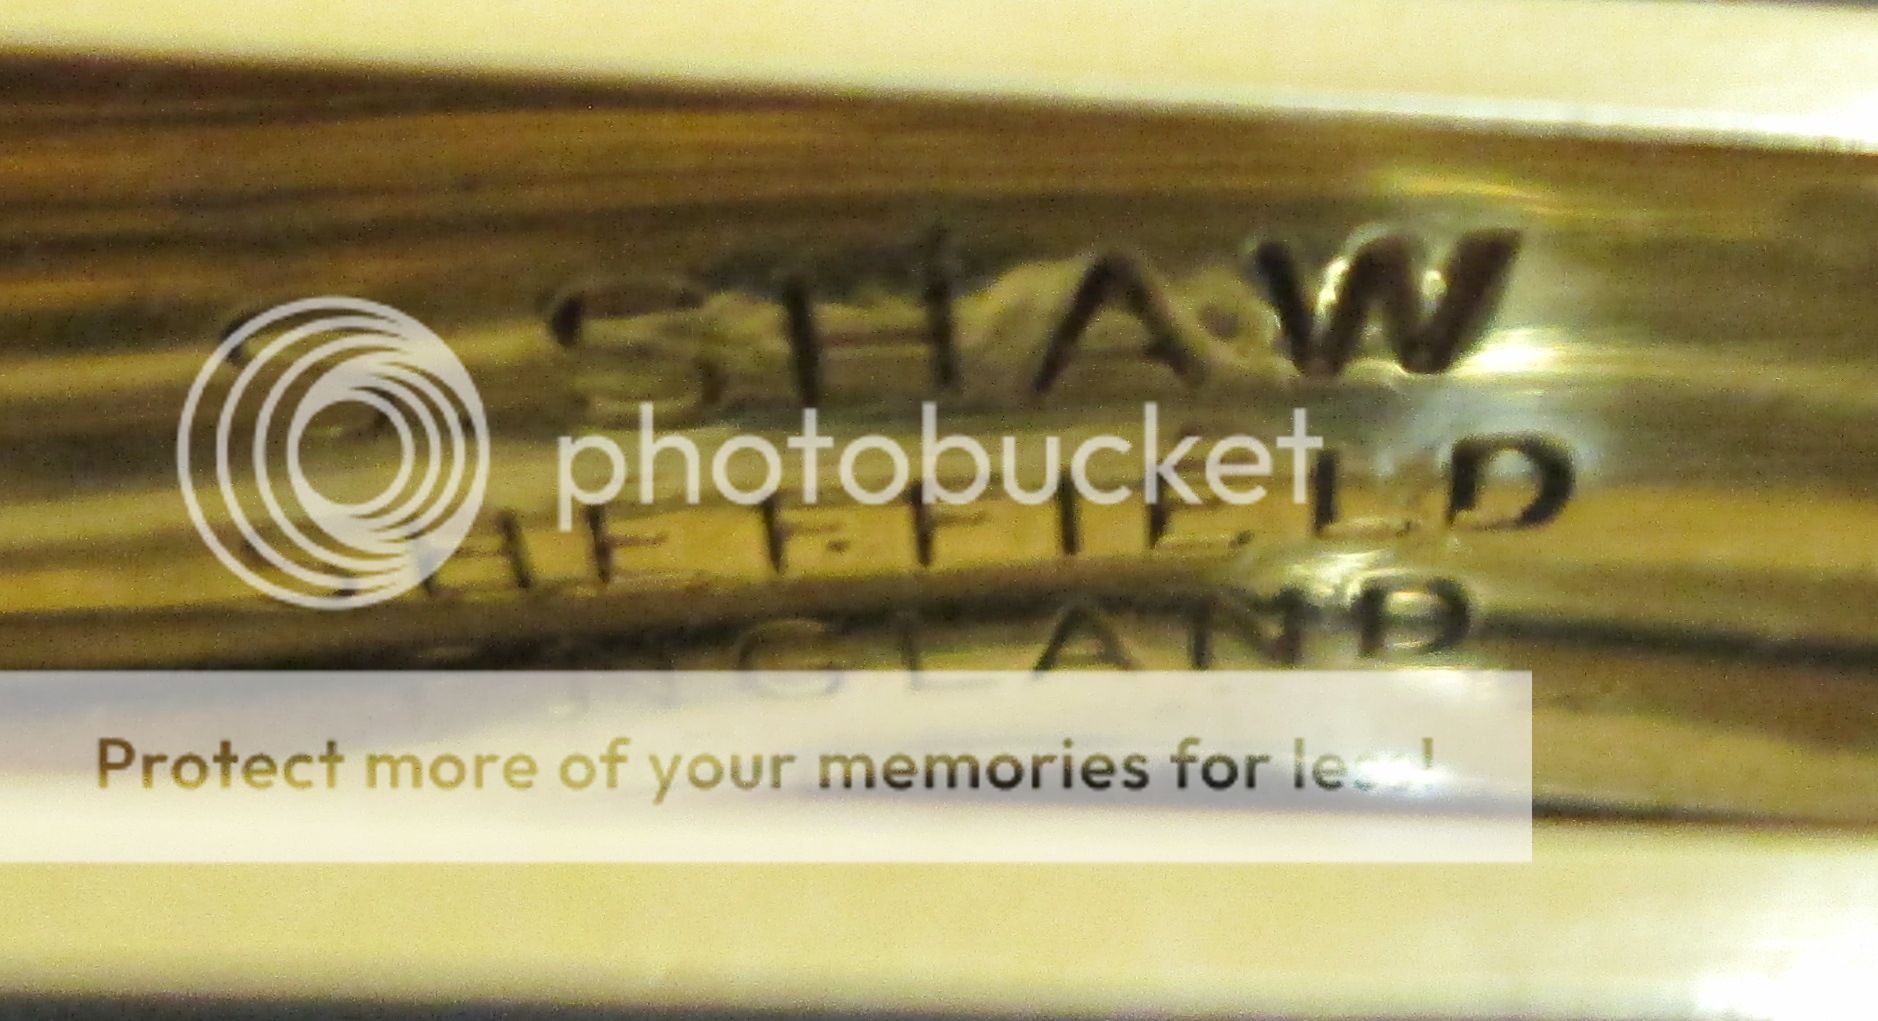 SHAW
SHEFFIELD
ENGLAND
photobucket
Protect more of your memories for less!